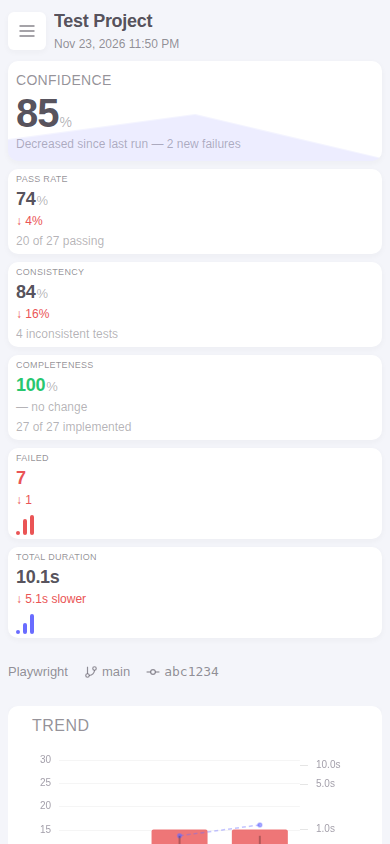 Test Project
Nov 23, 2026 11:50 PM
CONFIDENCE
85%
Decreased since last run — 2 new failures
PASS RATE
74%
↓ 4%
20 of 27 passing
CONSISTENCY
84%
↓ 16%
4 inconsistent tests
COMPLETENESS
100%
— no change
27 of 27 implemented
FAILED
7
↓ 1
TOTAL DURATION
10.1s
↓ 5.1s slower
Playwright main abc1234
TREND
30 10.0s
25 5.0s
20
15 1.0s